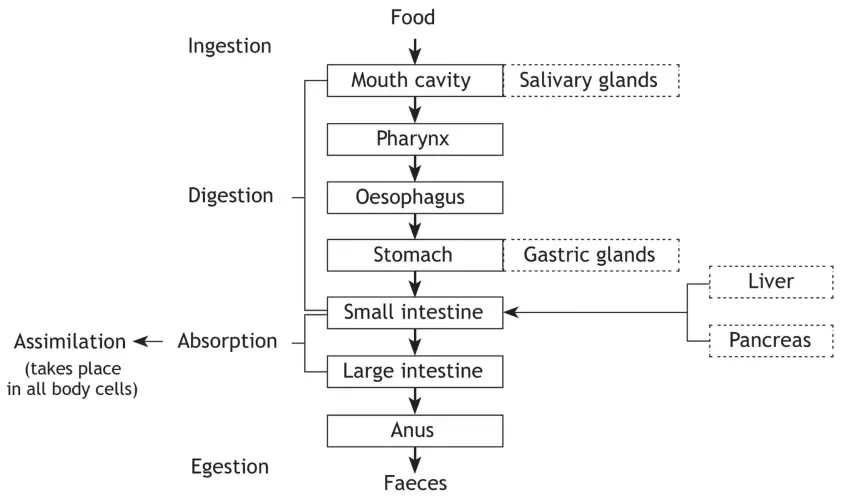 Food
Ingestion
Mouth cavity
Salivary glands
Pharynx
Digestion
Oesophagus
Stomach
Gastric glands
Liver
Small intestine
Assimilation
Absorption
Pancreas
(takes place
in all body cells)
Large intestine
Anus
Egestion
Faeces